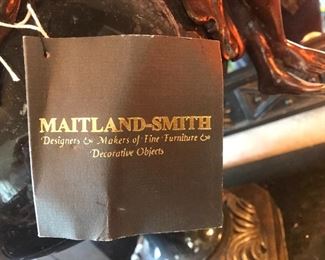 MAITLAND-SMITH
Designers & Makers of Fine Furniture &
Decorative Objects